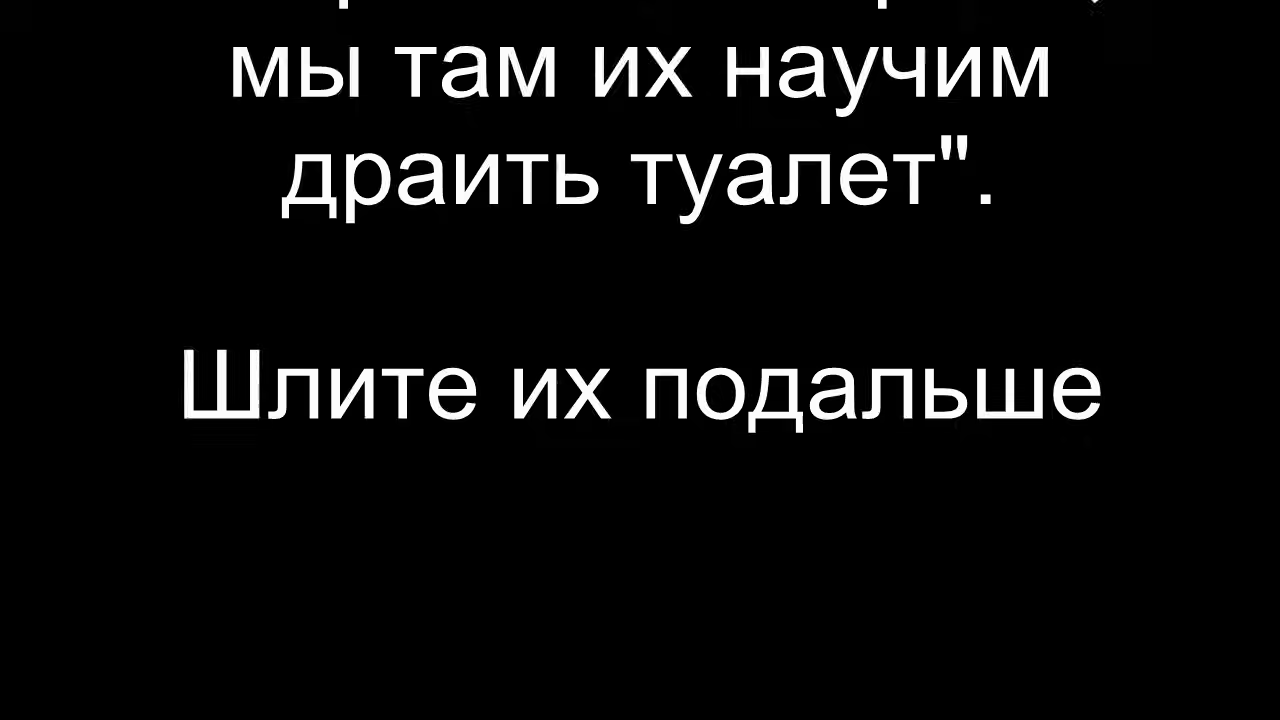 мы там их научим
драить туалет".
Шлите их подальше